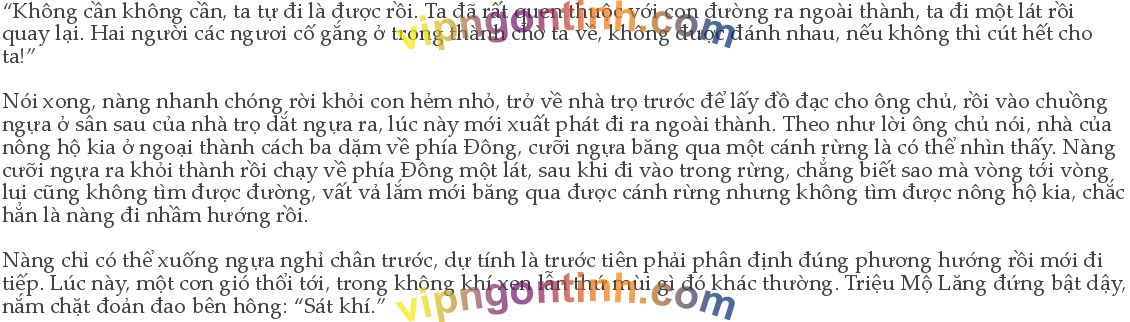 “Không cần không cần, ta tự đi là được rồi. Ta đã rất quen thuộc với con đường ra ngoài thành, ta đi một lát rồi
quay lại. Hai người các ngươi cố gắng ở trong thành chờ ta về, không được đánh nhau, nếu không thì cút hết cho
ta!”
Nói xong, nàng nhanh chóng rời khỏi con hẻm nhỏ, trở về nhà trọ trước để lấy đồ đạc cho ông chủ, rồi vào chuồng
ngựa ở sân sau của nhà trọ dắt ngựa ra, lúc này mới xuất phát đi ra ngoài thành. Theo như lời ông chủ nói, nhà của
nông hộ kia ở ngoại thành cách ba dặm về phía Đông, cưỡi ngựa băng qua một cánh rừng là có thể nhìn thấy. Nàng
cưỡi ngựa ra khỏi thành rồi chạy về phía Đông một lát, sau khi đi vào trong rừng, chẳng biết sao mà vòng tới vòng
lui cũng không tìm được đường, vất vả lắm mới băng qua được cánh rừng nhưng không tìm được nông hộ kia, chắc
hẳn là nàng đi nhầm hướng rồi.
Nàng chỉ có thể xuống ngựa nghỉ chân trước, dự tính là trước tiên phải phân định đúng phương hướng rồi mới đi
tiếp. Lúc này, một cơn gió thổi tới, trong không khí xen lẫn thứ mùi gì đó khác thường. Triệu Mộ Lăng đứng bật dậy,
nắm chặt đoản đao bên hông: “Sát khí.”
vipngontinh.com
vipngontinh.com